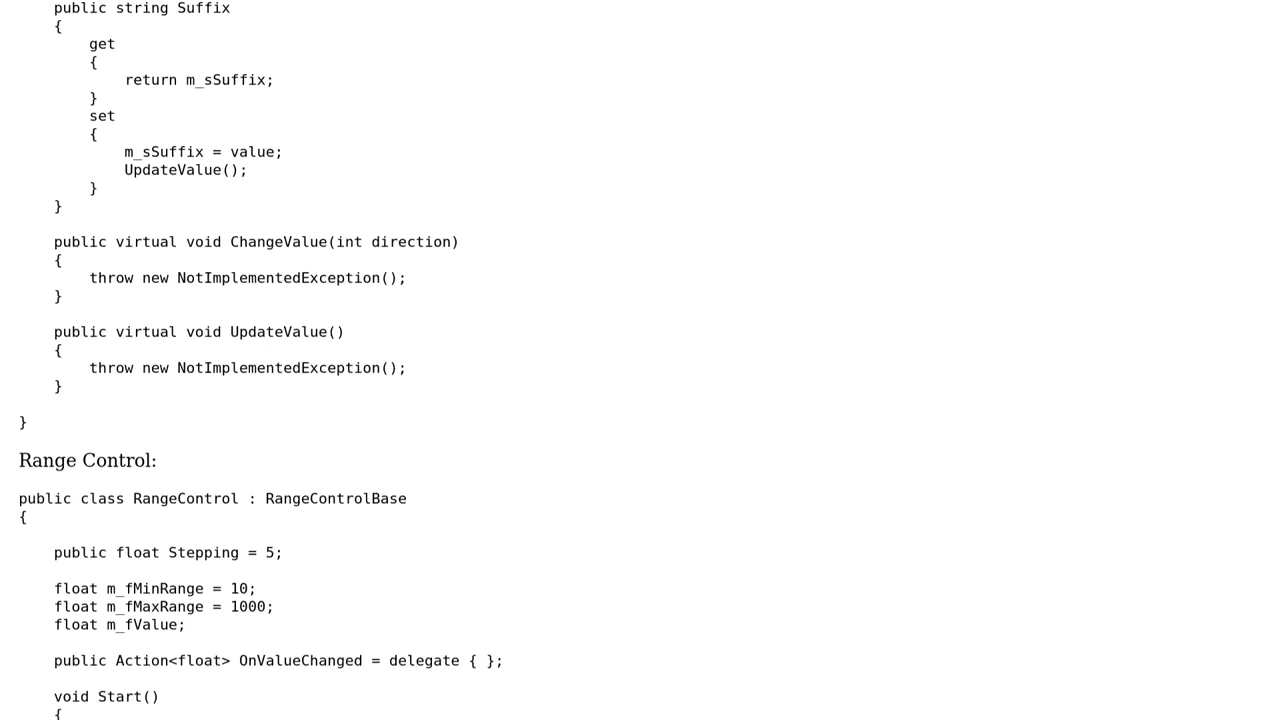 public string Suffix
    {
        get
        {
            return m_sSuffix;
        }
        set
        {
            m_sSuffix = value;
            UpdateValue();
        }
    }

    public virtual void ChangeValue(int direction)
    {
        throw new NotImplementedException();
    }

    public virtual void UpdateValue()
    {
        throw new NotImplementedException();
    }

}
Range Control:
public class RangeControl : RangeControlBase
{

    public float Stepping = 5;

    float m_fMinRange = 10;
    float m_fMaxRange = 1000;
    float m_fValue;

    public Action<float> OnValueChanged = delegate { };

    void Start()
    {